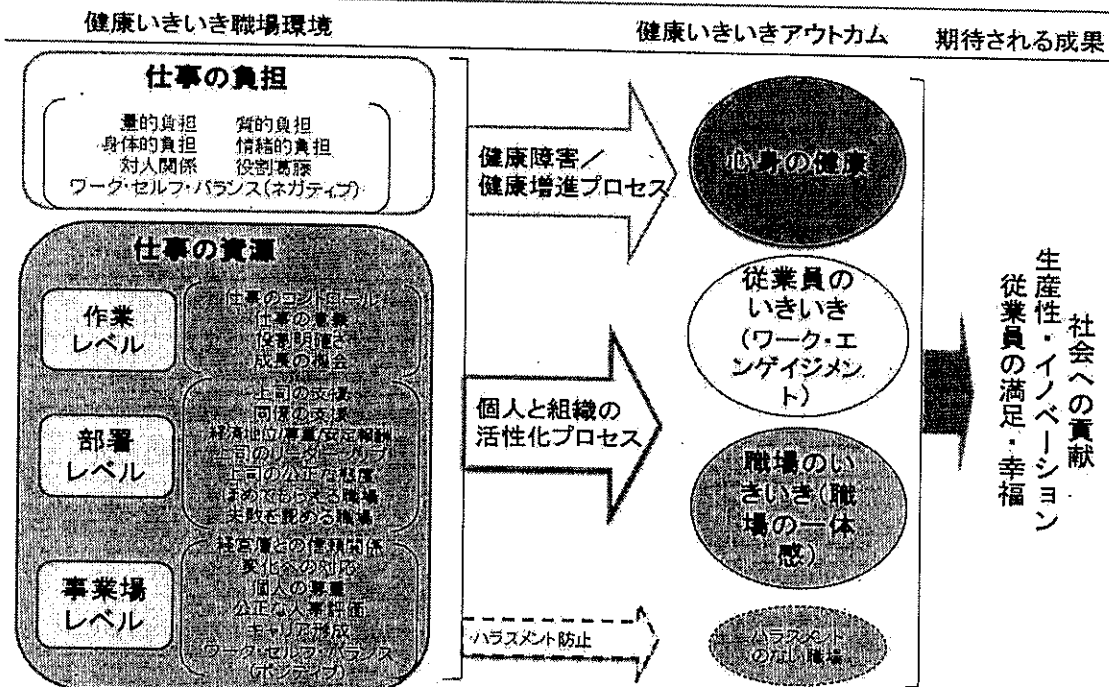 健康いきいき職場環境
健康いきいきアウトカム
期待される成果
仕事の負担
量的負担 質的負担
身体的負担 情緒的負担
対人関係 役割葛藤
ワーク・セルフ・バランス(ネガティブ)
仕事の資源
作業
レベル
仕事のコントロール
仕事の意義
役割明確さ
成長の機会
部署
レベル
上司の支援
同僚の支援
経済地位/尊重/安定報酬
上司のリーダーシップ
上司の公正な態度
ほめてもらえる職場
失敗を認める職場
事業場
レベル
経営層との信頼関係
変化への対応
個人の尊重
公正な人事評価
キャリア形成
ワーク・セルフ・バランス
(ポジティブ)
健康障害/
健康増進プロセス
個人と組織の
活性化プロセス
ハラスメント防止
心身の健康
従業員の
いきいき
(ワーク・エ
ンゲイジメン
ト)
職場のい
きいき(職
場の一体
感)
ハラスメント
のない職場
社会への貢献
生産性・イノベーション
従業員の満足・幸福